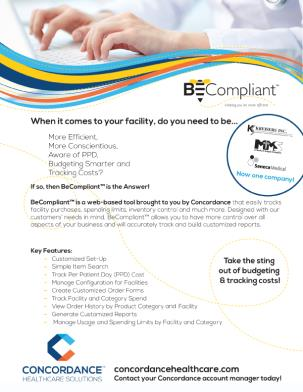 BECompliant™
making you bee more efficient
When it comes to your facility, do you need to be...
KREISERS INC.
MMS
Seneca Medical
Now one company!
More Efficient,
More Conscientious,
Aware of PPD,
Budgeting Smarter and
Tracking Costs?
If so, then BeCompliant™ is the Answer!
BeCompliant™ is a web-based tool brought to you by Concordance that easily tracks
facility purchases, spending limits, inventory control and much more. Designed with our
customers' needs in mind, BeCompliant™ allows you to have more control over all
aspects of your business and will accurately track and build customized reports.
Key Features:
- Customized Set-Up
- Simple Item Search
- Track Per Patient Day (PPD) Cost
- Manage Configuration for Facilities
- Create Customized Order Forms
- Track Facility and Category Spend
- View Order History by Product Category and Facility
- Generate Customized Reports
- Manage Usage and Spending Limits by Facility and Category
Take the sting
out of budgeting
& tracking costs!
CONCORDANCE™
HEALTHCARE SOLUTIONS
concordancehealthcare.com
Contact your Concordance account manager today!